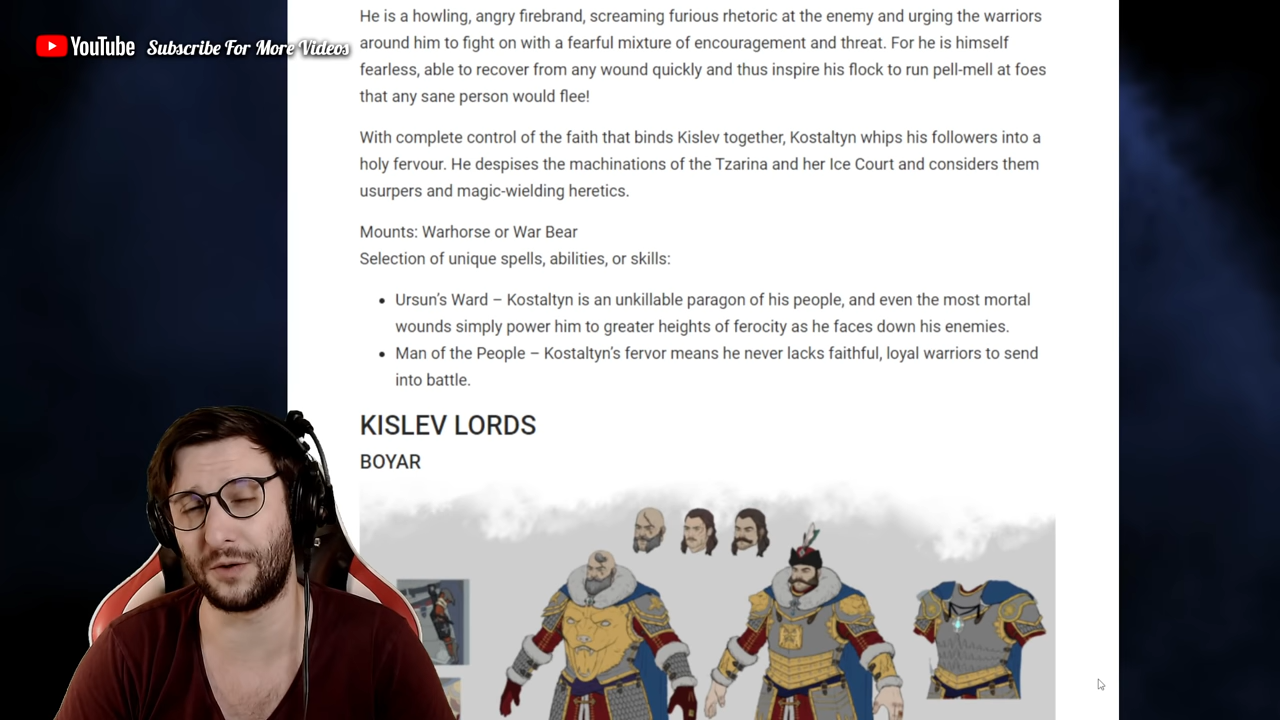 YouTube Subscribe For More Videos
He is a howling, angry firebrand, screaming furious rhetoric at the enemy and urging the warriors
around him to fight on with a fearful mixture of encouragement and threat. For he is himself
fearless, able to recover from any wound quickly and thus inspire his flock to run pell-mell at foes
that any sane person would flee!
With complete control of the faith that binds Kislev together, Kostaltyn whips his followers into a
holy fervour. He despises the machinations of the Tzarina and her Ice Court and considers them
usurpers and magic-wielding heretics.
Mounts: Warhorse or War Bear
Selection of unique spells, abilities, or skills:
• Ursun’s Ward – Kostaltyn is an unkillable paragon of his people, and even the most mortal
wounds simply power him to greater heights of ferocity as he faces down his enemies.
• Man of the People – Kostaltyn’s fervor means he never lacks faithful, loyal warriors to send
into battle.
KISLEV LORDS
BOYAR